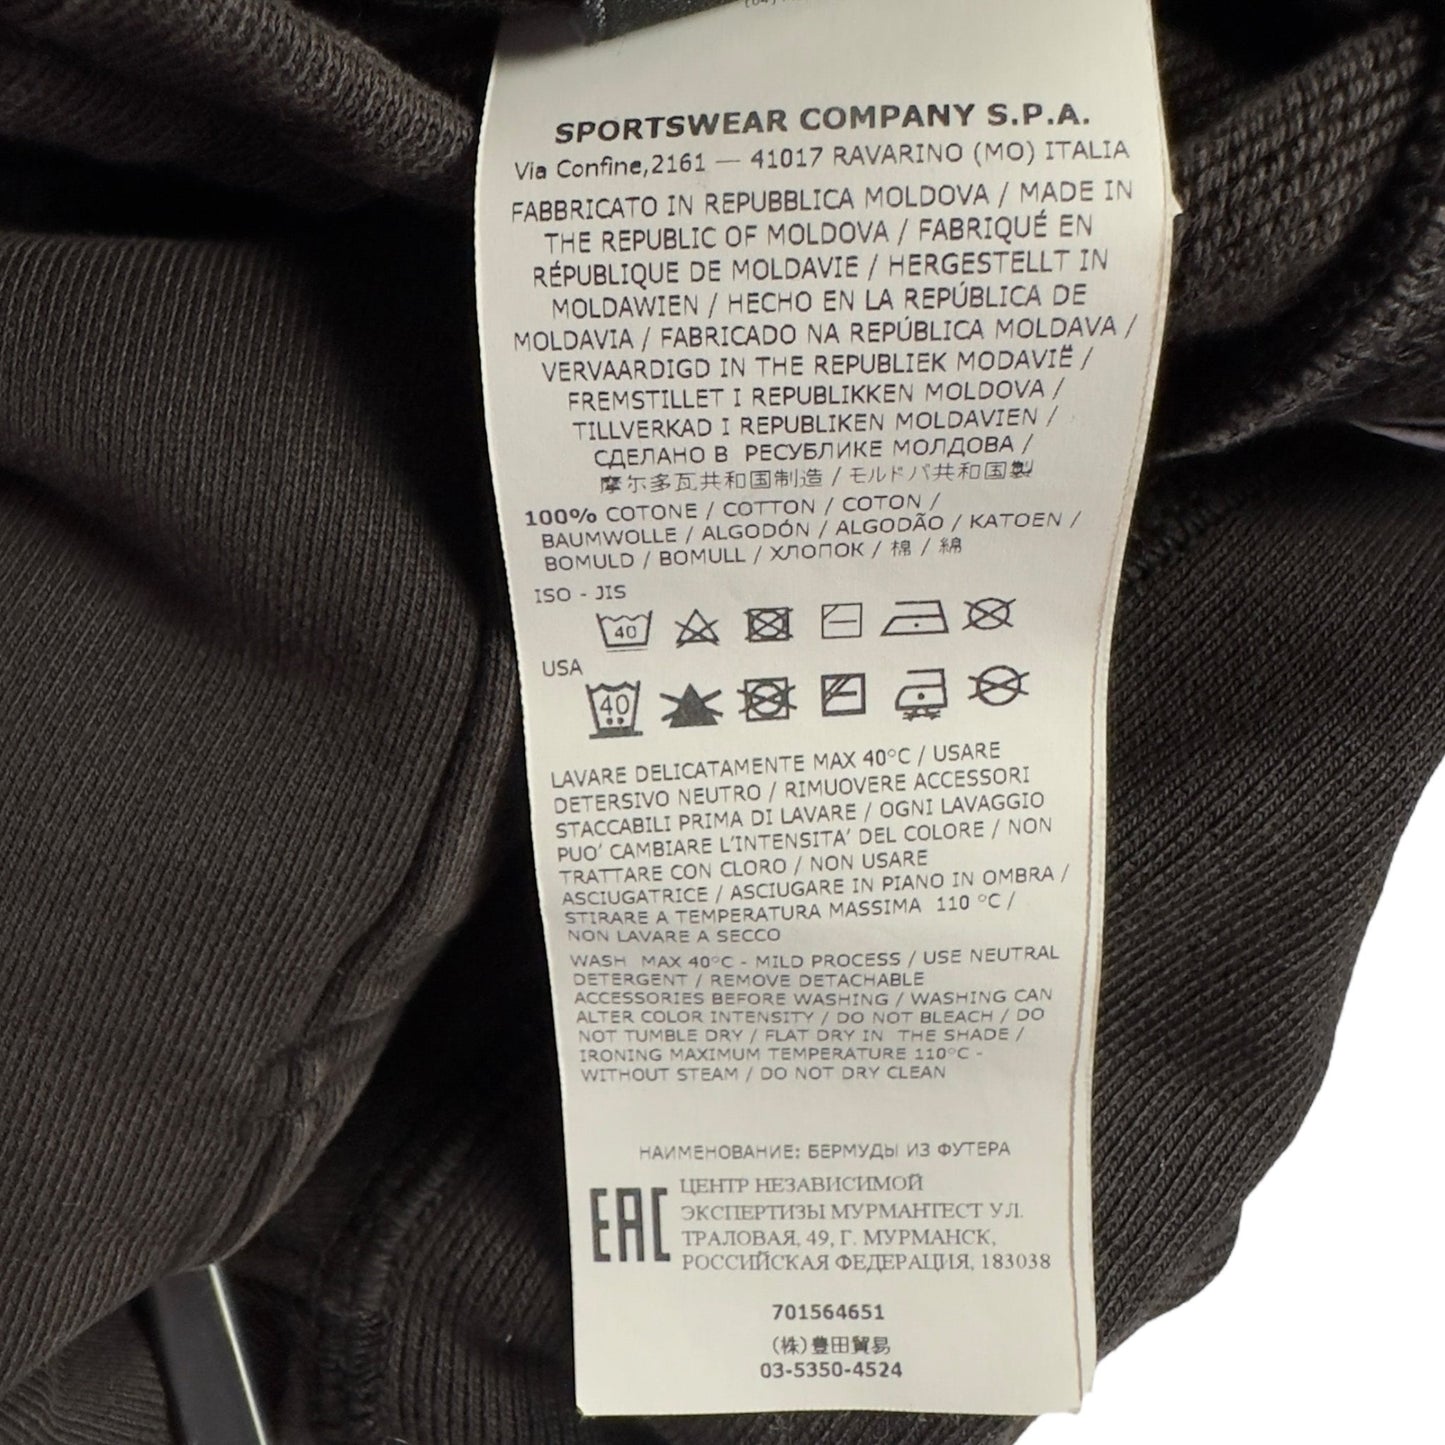 SPORTSWEAR COMPANY S.P.A.
Via Confine,2161 — 41017 RAVARINO (MO) ITALIA
FABBRICATO IN REPUBBLICA MOLDOVA / MADE IN
THE REPUBLIC OF MOLDOVA / FABRIQUÉ EN
RÉPUBLIQUE DE MOLDAVIE / HERGESTELLT IN
MOLDAWIEN / HECHO EN LA REPÚBLICA DE
MOLDAVIA / FABRICADO NA REPÚBLICA MOLDAVA /
VERVAARDIGD IN THE REPUBLIEK MODAVIË /
FREMSTILLET I REPUBLIKKEN MOLDOVA /
TILLVERKAD I REPUBLIKEN MOLDAVIEN /
СДЕЛАНО В РЕСУБЛИКЕ МОЛДОВА /
摩尔多瓦共和国制造 / モルドバ共和国製
100% COTONE / COTTON / COTON /
BAUMWOLLE / ALGODÓN / ALGODÃO / KATOEN /
BOMULD / BOMULL / ХЛОПОК / 棉 / 綿
ISO - JIS
40
USA
40
LAVARE DELICATAMENTE MAX 40°C / USARE
DETERSIVO NEUTRO / RIMUOVERE ACCESSORI
STACCABILI PRIMA DI LAVARE / OGNI LAVAGGIO
PUO' CAMBIARE L'INTENSITA' DEL COLORE / NON
TRATTARE CON CLORO / NON USARE
ASCIUGATRICE / ASCIUGARE IN PIANO IN OMBRA /
STIRARE A TEMPERATURA MASSIMA 110 °C /
NON LAVARE A SECCO
WASH MAX 40°C - MILD PROCESS / USE NEUTRAL
DETERGENT / REMOVE DETACHABLE
ACCESSORIES BEFORE WASHING / WASHING CAN
ALTER COLOR INTENSITY / DO NOT BLEACH / DO
NOT TUMBLE DRY / FLAT DRY IN THE SHADE /
IRONING MAXIMUM TEMPERATURE 110°C -
WITHOUT STEAM / DO NOT DRY CLEAN
НАИМЕНОВАНИЕ: БЕРМУДЫ ИЗ ФУТЕРА
EAC
ЦЕНТР НЕЗАВИСИМОЙ
ЭКСПЕРТИЗЫ МУРМАНТЕСТ УЛ.
ТРАЛОВАЯ, 49, Г. МУРМАНСК,
РОССИЙСКАЯ ФЕДЕРАЦИЯ, 183038
701564651
(株)豊田貿易
03-5350-4524